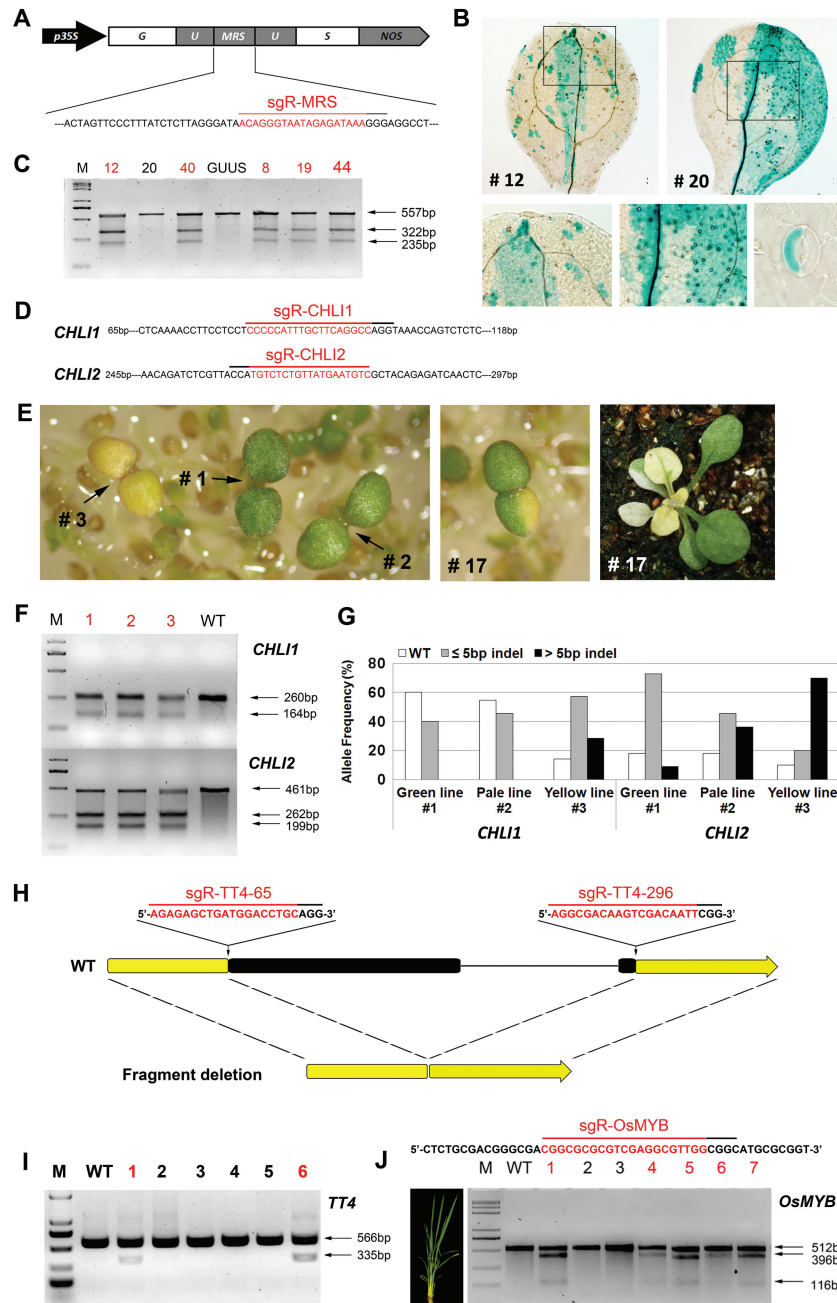 A
p35S G U MRS U S NOS
sgR-MRS
---ACTAGTTCCCTTTATCTCTTAGGGATAACAGGGTAATAGAGATAAAGGGAGGCCT---
B
# 12
# 20
C
M 12 20 40 GUUS 8 19 44
557bp
322bp
235bp
D
sgR-CHLI1
CHLI1 65bp---CTCAAAACCTTCCTCCTCCCCCATTTGCTTCAGGCCAGGTAAACCAGTCTCTC---118bp
sgR-CHLI2
CHLI2 245bp---AACAGATCTCGTTACCATGTCTCTGTTATGAATGTCGCTACAGAGATCAACTC---297bp
E
# 3
# 1
# 2
# 17
# 17
F
M 1 2 3 WT
CHLI1
260bp
164bp
CHLI2
461bp
262bp
199bp
G
WT ≤ 5bp indel > 5bp indel
Allele Frequency (%)
80
60
40
20
0
Green line Pale line Yellow line Green line Pale line Yellow line
#1 #2 #3 #1 #2 #3
CHLI1 CHLI2
H
sgR-TT4-65 sgR-TT4-296
5'-AGAGAGCTGATGGACCTGCAGG-3' 5'-AGGCGACAAGTCGACAATTCGG-3'
WT
Fragment deletion
I
M WT 1 2 3 4 5 6
TT4
566bp
335bp
J
sgR-OsMYB
5'-CTCTGCGACGGGCGACGGCGCGCGTCGAGGCGTTGGCGGCATGCGCGGT-3'
M WT 1 2 3 4 5 6 7
OsMYB
512b
396b
116b